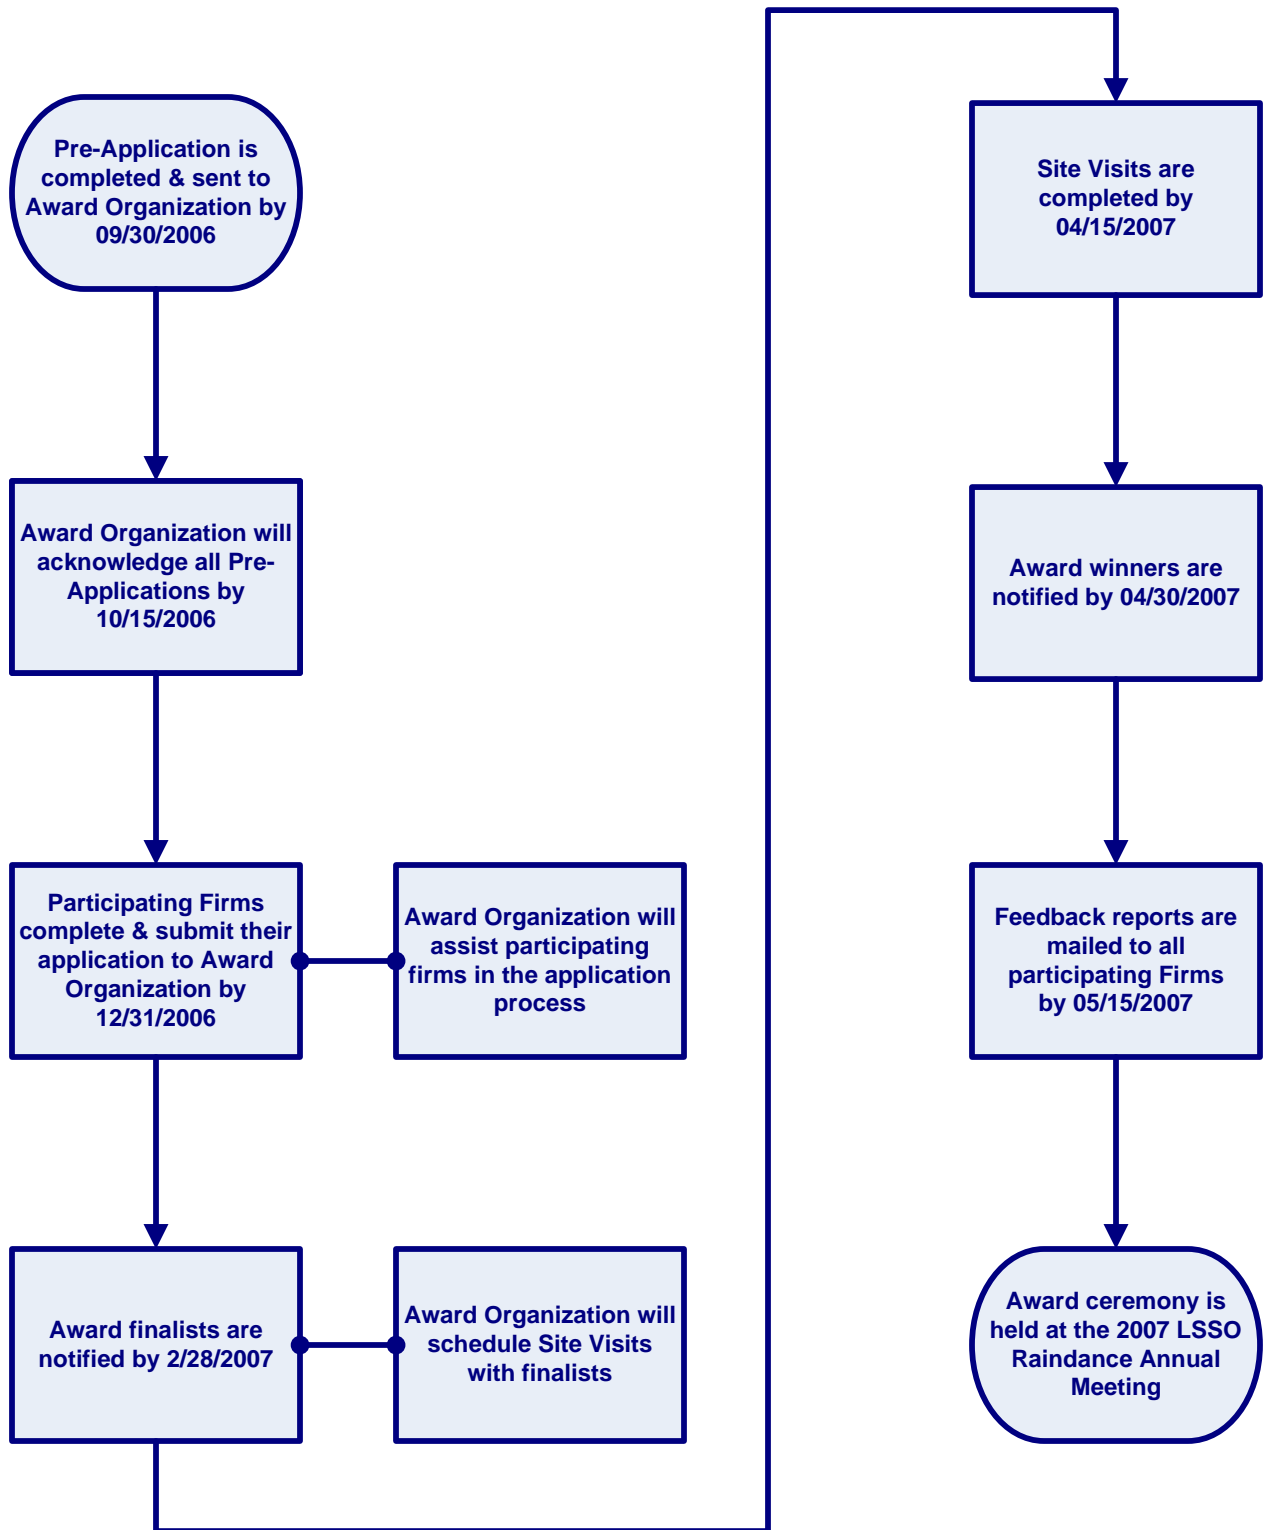 Pre-Application is
completed & sent to
Award Organization by
09/30/2006
Award Organization will
acknowledge all Pre-
Applications by
10/15/2006
Participating Firms
complete & submit their
application to Award
Organization by
12/31/2006
Award Organization will
assist participating
firms in the application
process
Award finalists are
notified by 2/28/2007
Award Organization will
schedule Site Visits
with finalists
Site Visits are
completed by
04/15/2007
Award winners are
notified by 04/30/2007
Feedback reports are
mailed to all
participating Firms
by 05/15/2007
Award ceremony is
held at the 2007 LSSO
Raindance Annual
Meeting